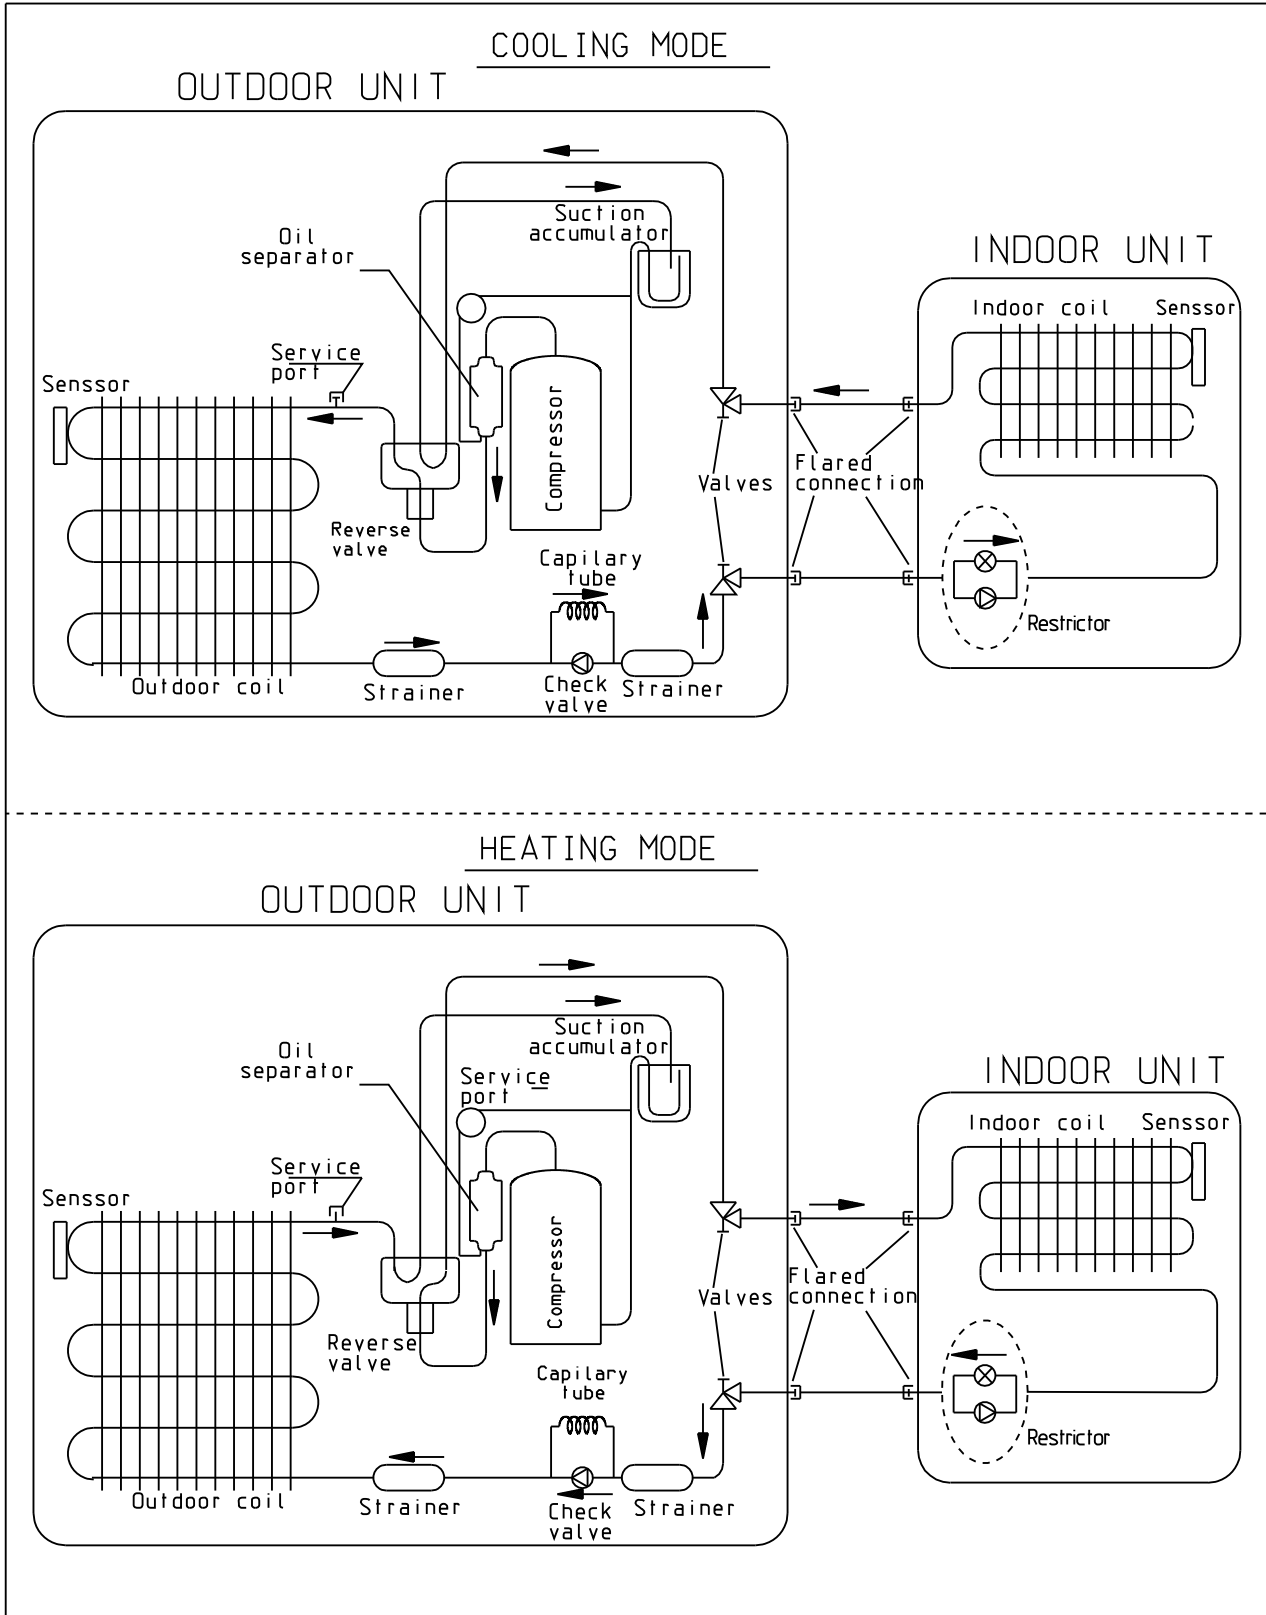 COOLING MODE
OUTDOOR UNIT
Suction
accumulator
Oil
separator
INDOOR UNIT
Indoor coil
Senssor
Service
port
Senssor
Compressor
Valves
Flared
connection
Reverse
valve
Capilary
tube
Restrictor
Outdoor coil
Strainer
Check
valve
Strainer
HEATING MODE
OUTDOOR UNIT
Suction
accumulator
Oil
separator
Service
port
INDOOR UNIT
Indoor coil
Senssor
Service
port
Senssor
Compressor
Valves
Flared
connection
Reverse
valve
Capilary
tube
Restrictor
Outdoor coil
Strainer
Check
valve
Strainer